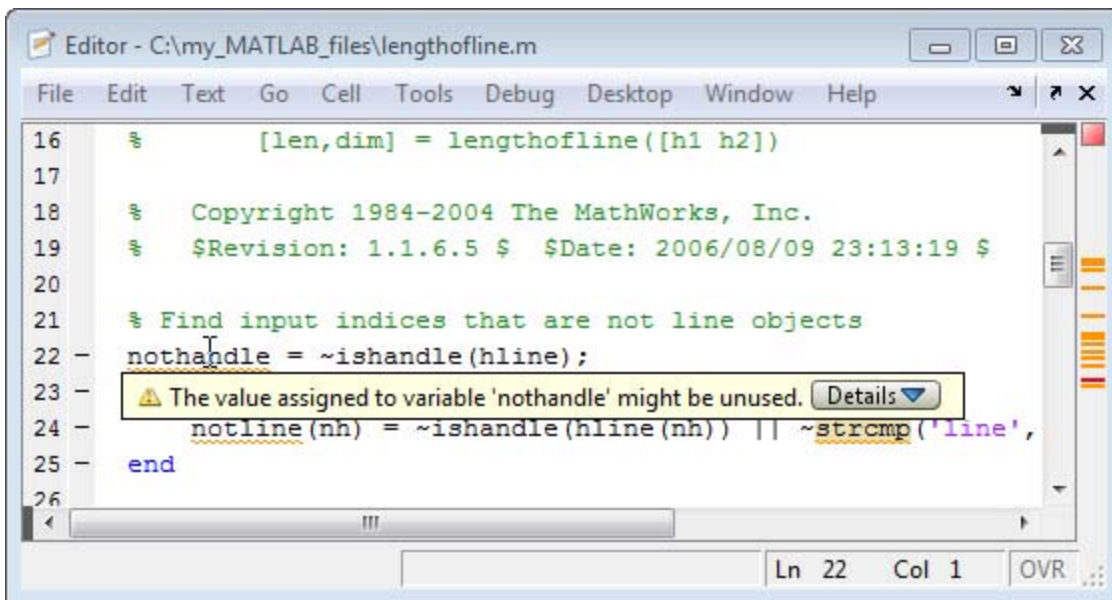 Editor - C:\my_MATLAB_files\lengthofline.m
File Edit Text Go Cell Tools Debug Desktop Window Help
16 % [len,dim] = lengthofline([h1 h2])
17
18 % Copyright 1984-2004 The MathWorks, Inc.
19 % $Revision: 1.1.6.5 $ $Date: 2006/08/09 23:13:19 $
20
21 % Find input indices that are not line objects
22 – nothandle = ~ishandle(hline);
23 –
The value assigned to variable 'nothandle' might be unused. Details
24 – notline(nh) = ~ishandle(hline(nh)) || ~strcmp('line',
25 – end
26
Ln 22 Col 1 OVR